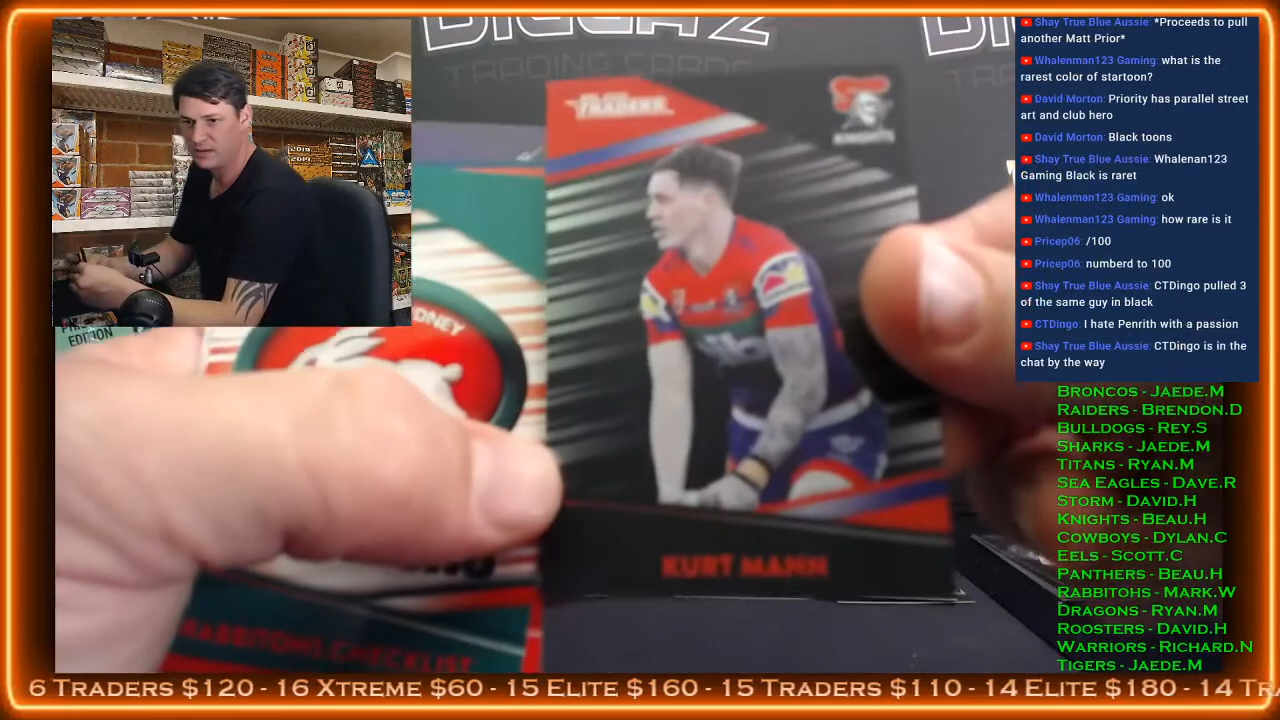 DIGGAZ
TRADING CARDS
Shay True Blue Aussie: *Proceeds to pull
another Matt Prior*
Whalenman123 Gaming: what is the
rarest color of startoon?
David Morton: Priority has parallel street
art and club hero
David Morton: Black toons
Shay True Blue Aussie: Whalenan123
Gaming Black is raret
Whalenman123 Gaming: ok
Whalenman123 Gaming: how rare is it
Pricep06: /100
Pricep06: numberd to 100
Shay True Blue Aussie: CTDingo pulled 3
of the same guy in black
CTDingo: I hate Penrith with a passion
Shay True Blue Aussie: CTDingo is in the
chat by the way
TRADERS
KNIGHTS
EDITION
KURT MANN
RABBITOHS CHECKLIST
BRONCOS - JAEDE.M
RAIDERS - BRENDON.D
BULLDOGS - REY.S
SHARKS - JAEDE.M
TITANS - RYAN.M
SEA EAGLES - DAVE.R
STORM - DAVID.H
KNIGHTS - BEAU.H
COWBOYS - DYLAN.C
EELS - SCOTT.C
PANTHERS - BEAU.H
RABBITOHS - MARK.W
DRAGONS - RYAN.M
ROOSTERS - DAVID.H
WARRIORS - RICHARD.N
TIGERS - JAEDE.M
6 TRADERS $120 - 16 XTREME $60 - 15 ELITE $160 - 15 TRADERS $110 - 14 ELITE $180 - 14 TRA